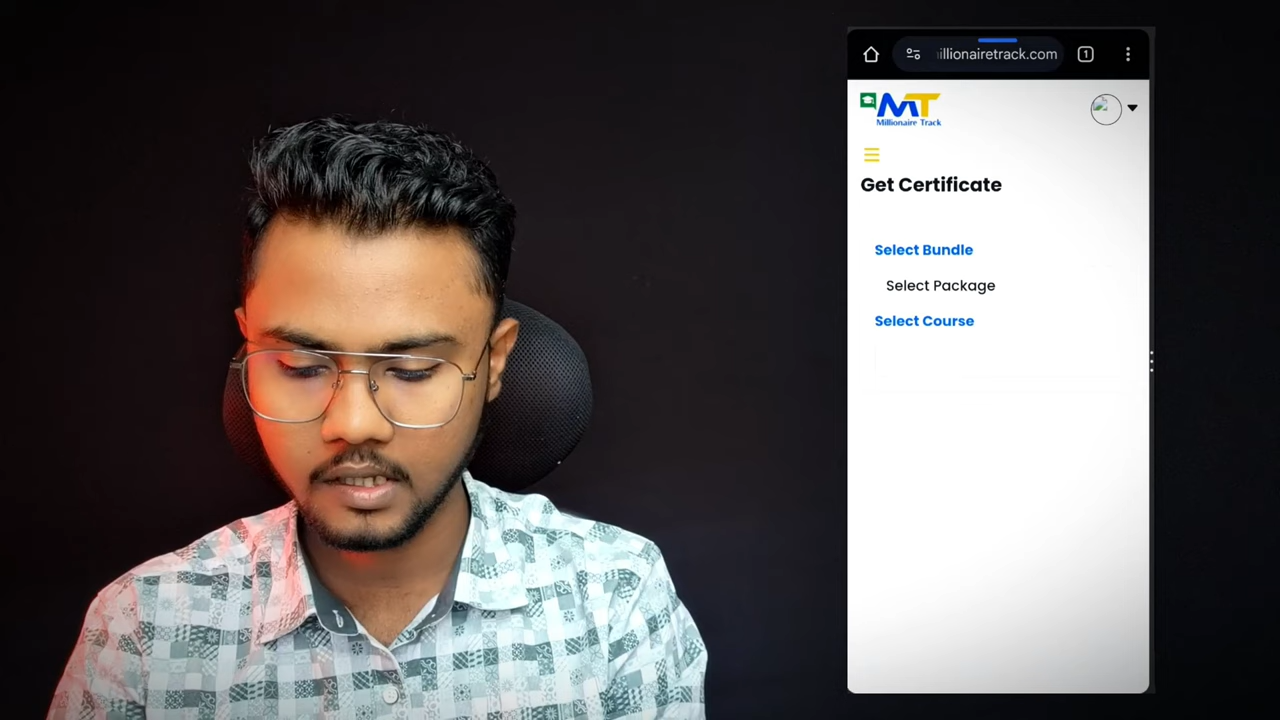 illionairetrack.com
1
MT
Millionaire Track
Get Certificate
Select Bundle
Select Package
Select Course